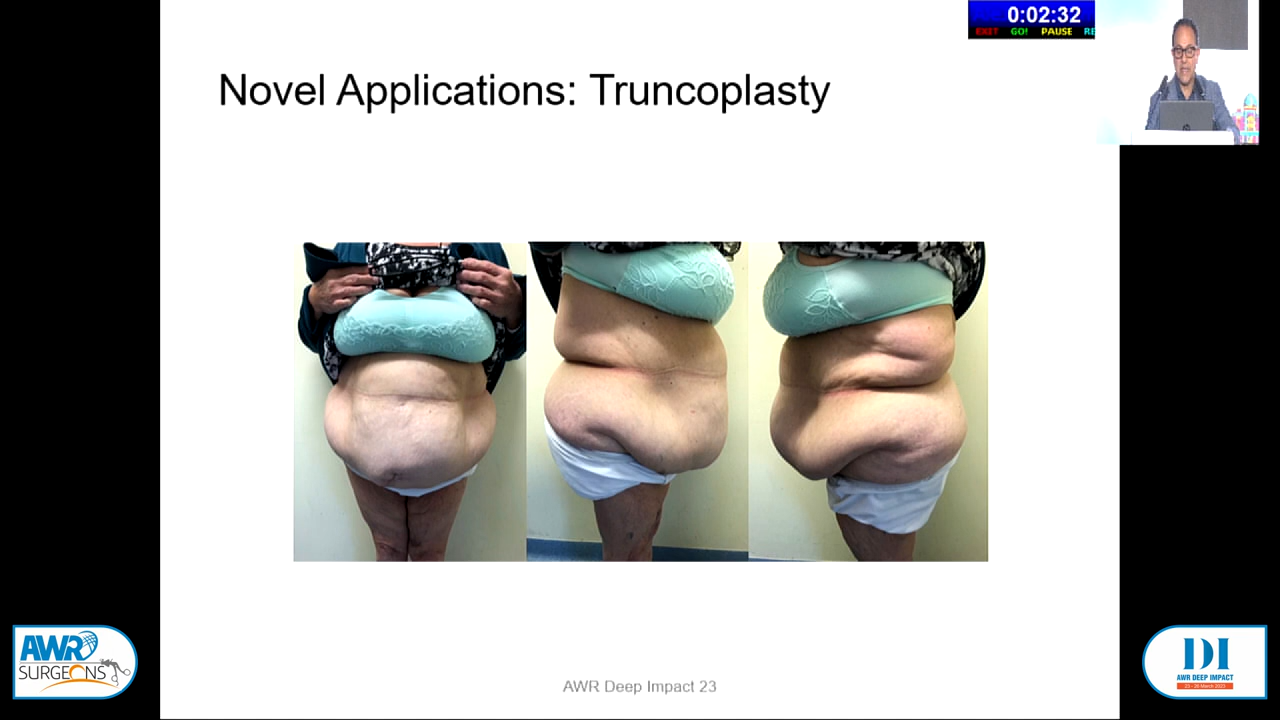 0:02:32
EXIT GO! PAUSE RE
Novel Applications: Truncoplasty
AWR
SURGEONS
AWR Deep Impact 23
DI
AWR DEEP IMPACT